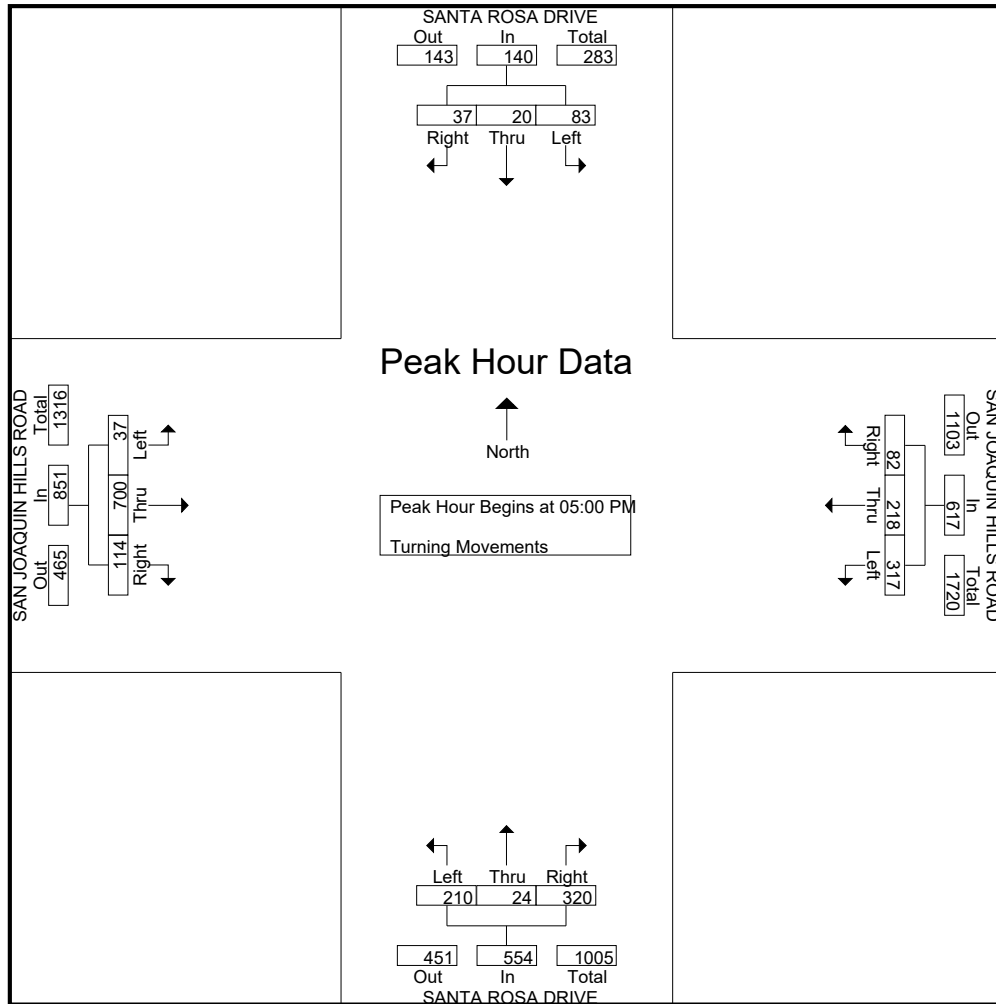 SANTA ROSA DRIVE
Out In Total
143 140 283
37 20 83
Right Thru Left
Peak Hour Data
North
Peak Hour Begins at 05:00 PM
Turning Movements
SAN JOAQUIN HILLS ROAD
Out In Total
465 851 1316
114 700 37
Right Thru Left
SAN JOAQUIN HILLS ROAD
Out In Total
1103 617 1720
82 218 317
Right Thru Left
Left Thru Right
210 24 320
451 554 1005
Out In Total
SANTA ROSA DRIVE